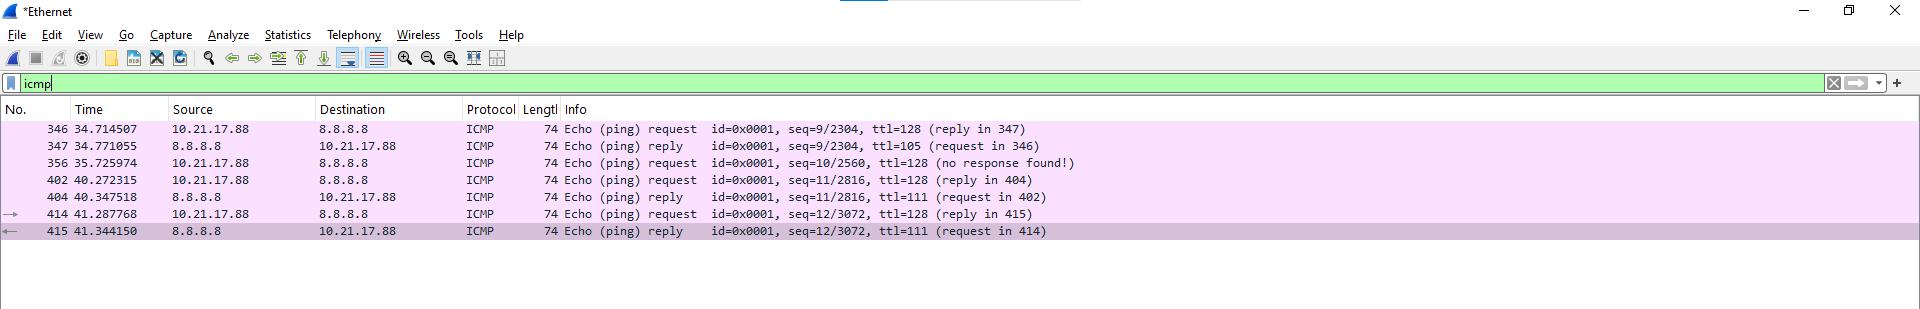 *Ethernet
File Edit View Go Capture Analyze Statistics Telephony Wireless Tools Help
icmp
No. Time Source Destination Protocol Lengtl Info
346 34.714507 10.21.17.88 8.8.8.8 ICMP 74 Echo (ping) request id=0x0001, seq=9/2304, ttl=128 (reply in 347)
347 34.771055 8.8.8.8 10.21.17.88 ICMP 74 Echo (ping) reply id=0x0001, seq=9/2304, ttl=105 (request in 346)
356 35.725974 10.21.17.88 8.8.8.8 ICMP 74 Echo (ping) request id=0x0001, seq=10/2560, ttl=128 (no response found!)
402 40.272315 10.21.17.88 8.8.8.8 ICMP 74 Echo (ping) request id=0x0001, seq=11/2816, ttl=128 (reply in 404)
404 40.347518 8.8.8.8 10.21.17.88 ICMP 74 Echo (ping) reply id=0x0001, seq=11/2816, ttl=111 (request in 402)
414 41.287768 10.21.17.88 8.8.8.8 ICMP 74 Echo (ping) request id=0x0001, seq=12/3072, ttl=128 (reply in 415)
415 41.344150 8.8.8.8 10.21.17.88 ICMP 74 Echo (ping) reply id=0x0001, seq=12/3072, ttl=111 (request in 414)